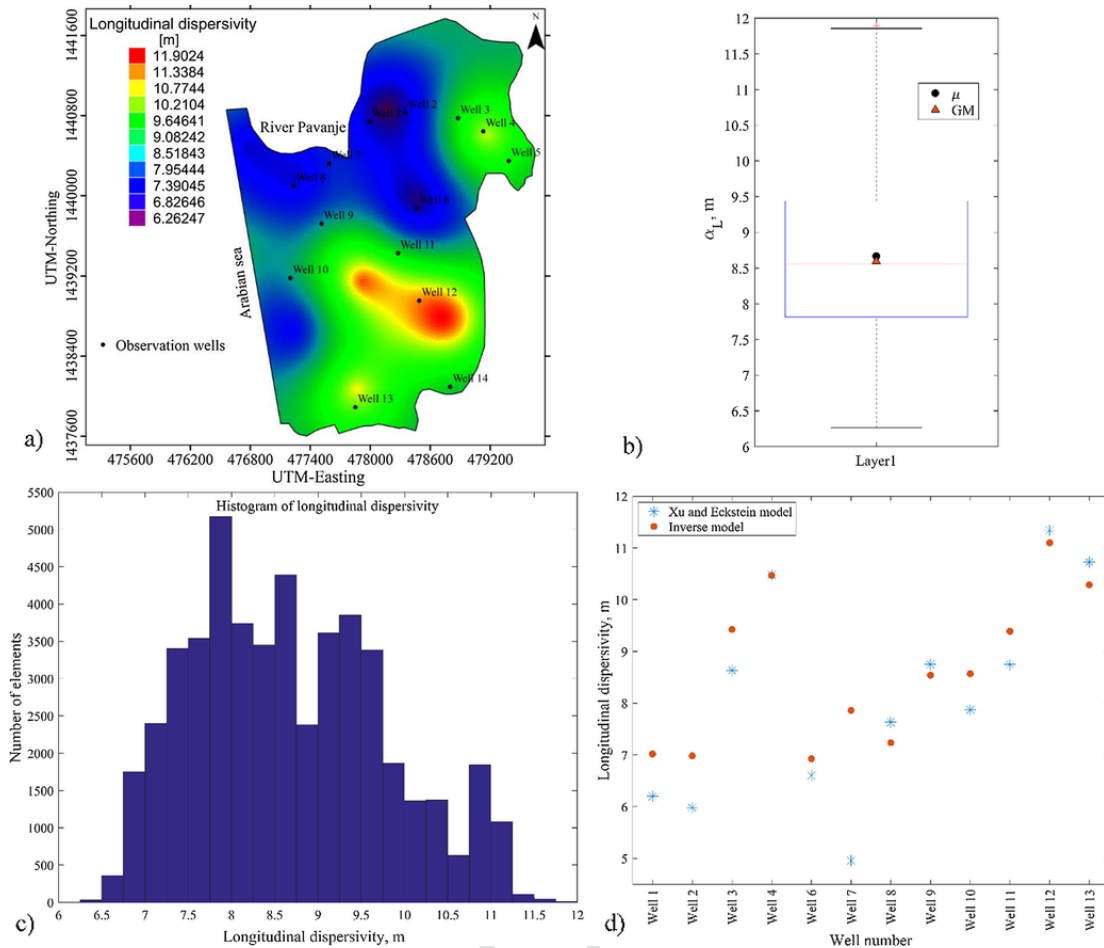 a)
Longitudinal dispersivity
[m]
11.9024
11.3384
10.7744
10.2104
9.64641
9.08242
8.51843
7.95444
7.39045
6.82646
6.26247
N
River Pavanje
Arabian sea
Well 2
Well 3
Well 4
Well 5
Well 7
Well 8
Well 6
Well 9
Well 11
Well 10
Well 12
Well 13
Well 14
Observation wells
UTM-Northing
1441600
1440800
1440000
1439200
1438400
1437600
475600 476200 476800 477400 478000 478600 479200
UTM-Easting
b)
αL, m
12
11.5
11
10.5
10
9.5
9
8.5
8
7.5
7
6.5
6
μ
GM
Layer1
c)
Histogram of longitudinal dispersivity
Number of elements
5500
5000
4500
4000
3500
3000
2500
2000
1500
1000
500
0
6 6.5 7 7.5 8 8.5 9 9.5 10 10.5 11 11.5 12
Longitudinal dispersivity, m
d)
Xu and Eckstein model
Inverse model
Longitudinal dispersivity, m
12
11
10
9
8
7
6
5
Well 1
Well 2
Well 3
Well 4
Well 6
Well 7
Well 8
Well 9
Well 10
Well 11
Well 12
Well 13
Well number